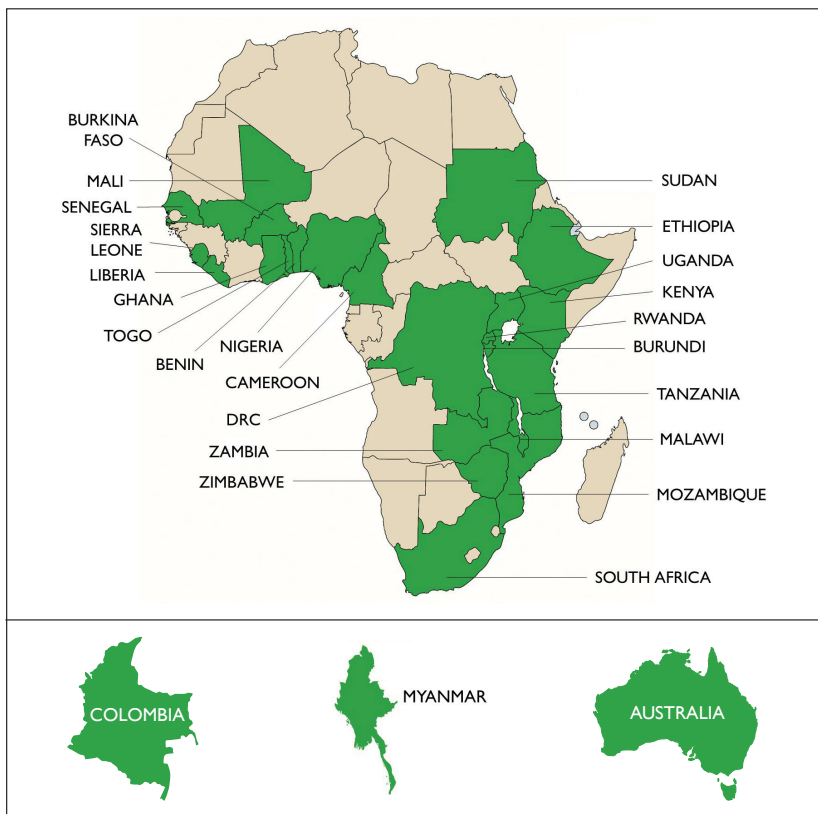 BURKINA
FASO
MALI
SENEGAL
SIERRA
LEONE
LIBERIA
GHANA
TOGO
BENIN
NIGERIA
CAMEROON
DRC
ZAMBIA
ZIMBABWE
SUDAN
ETHIOPIA
UGANDA
KENYA
RWANDA
BURUNDI
TANZANIA
MALAWI
MOZAMBIQUE
SOUTH AFRICA
COLOMBIA
MYANMAR
AUSTRALIA